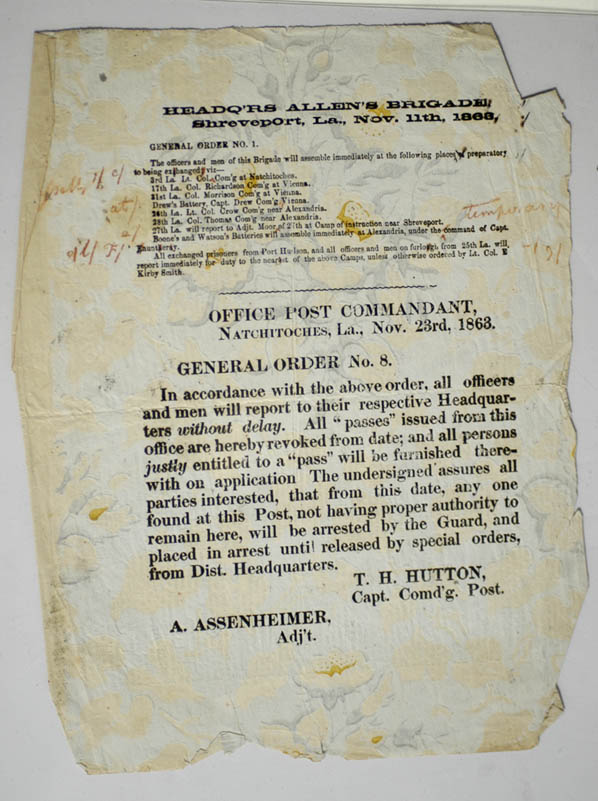 HEADQ'RS ALLEN'S BRIGADE,
Shreveport, La., Nov. 11th, 1863,
GENERAL ORDER NO. 1.
The officers and men of this Brigade will assemble immediately at the following places preparatory
to being exchanged vis—
3rd La. Lt. Col. Com'g at Natchitoches.
17th La. Col. Richardson Com'g at Vienna.
31st La. Col. Morrison Com'g at Vienna.
Drew's Battery, Capt. Drew Com'g Vienna.
26th La. Lt. Col. Crow Com'g near Alexandria.
28th La. Col. Thomas Com'g near Alexandria.
27th La. will report to Adjt. Moor of 27th at Camp of instruction near Shreveport.
Boone's and Watson's Batteries will assemble immediately at Alexandria, under the command of Capt.
All exchanged prisoners from Port Hudson, and all officers and men on furlough from 25th La. will
report immediately for duty to the nearest of the above Camps, unless otherwise ordered by Lt. Col. E
Kirby Smith.
temporary
OFFICE POST COMMANDANT,
NATCHITOCHES, LA., NOV. 23rd, 1863.
GENERAL ORDER No. 8.
In accordance with the above order, all officers
and men will report to their respective Headquar-
ters without delay. All "passes" issued from this
office are hereby revoked from date; and all persons
justly entitled to a "pass" will be furnished there-
with on application The undersigned assures all
parties interested, that from this date, any one
found at this Post, not having proper authority to
remain here, will be arrested by the Guard, and
placed in arrest until released by special orders,
from Dist. Headquarters.
T. H. HUTTON,
Capt. Comd'g. Post.
A. ASSENHEIMER,
Adj't.